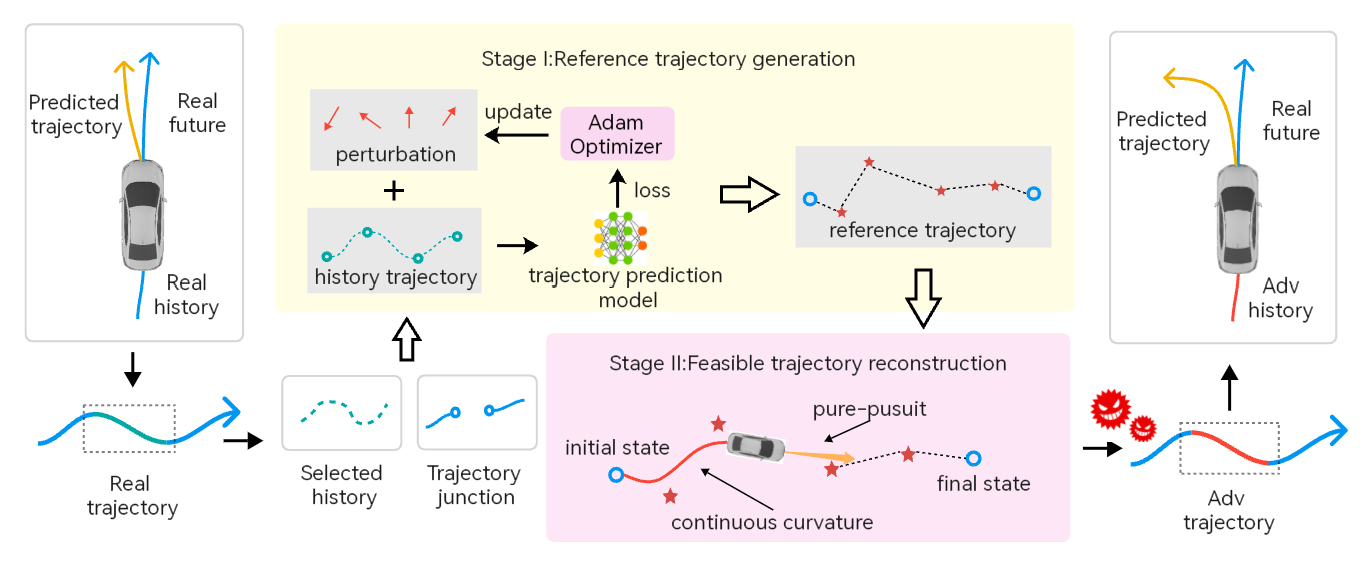 Predicted
trajectory
Real
future
Real
history
Real
trajectory
Selected
history
Trajectory
junction
Stage I:Reference trajectory generation
perturbation
update
Adam
Optimizer
+
loss
history trajectory
trajectory prediction
model
reference trajectory
Stage II:Feasible trajectory reconstruction
pure-pusuit
initial state
final state
continuous curvature
Predicted
trajectory
Real
future
Adv
history
Adv
trajectory